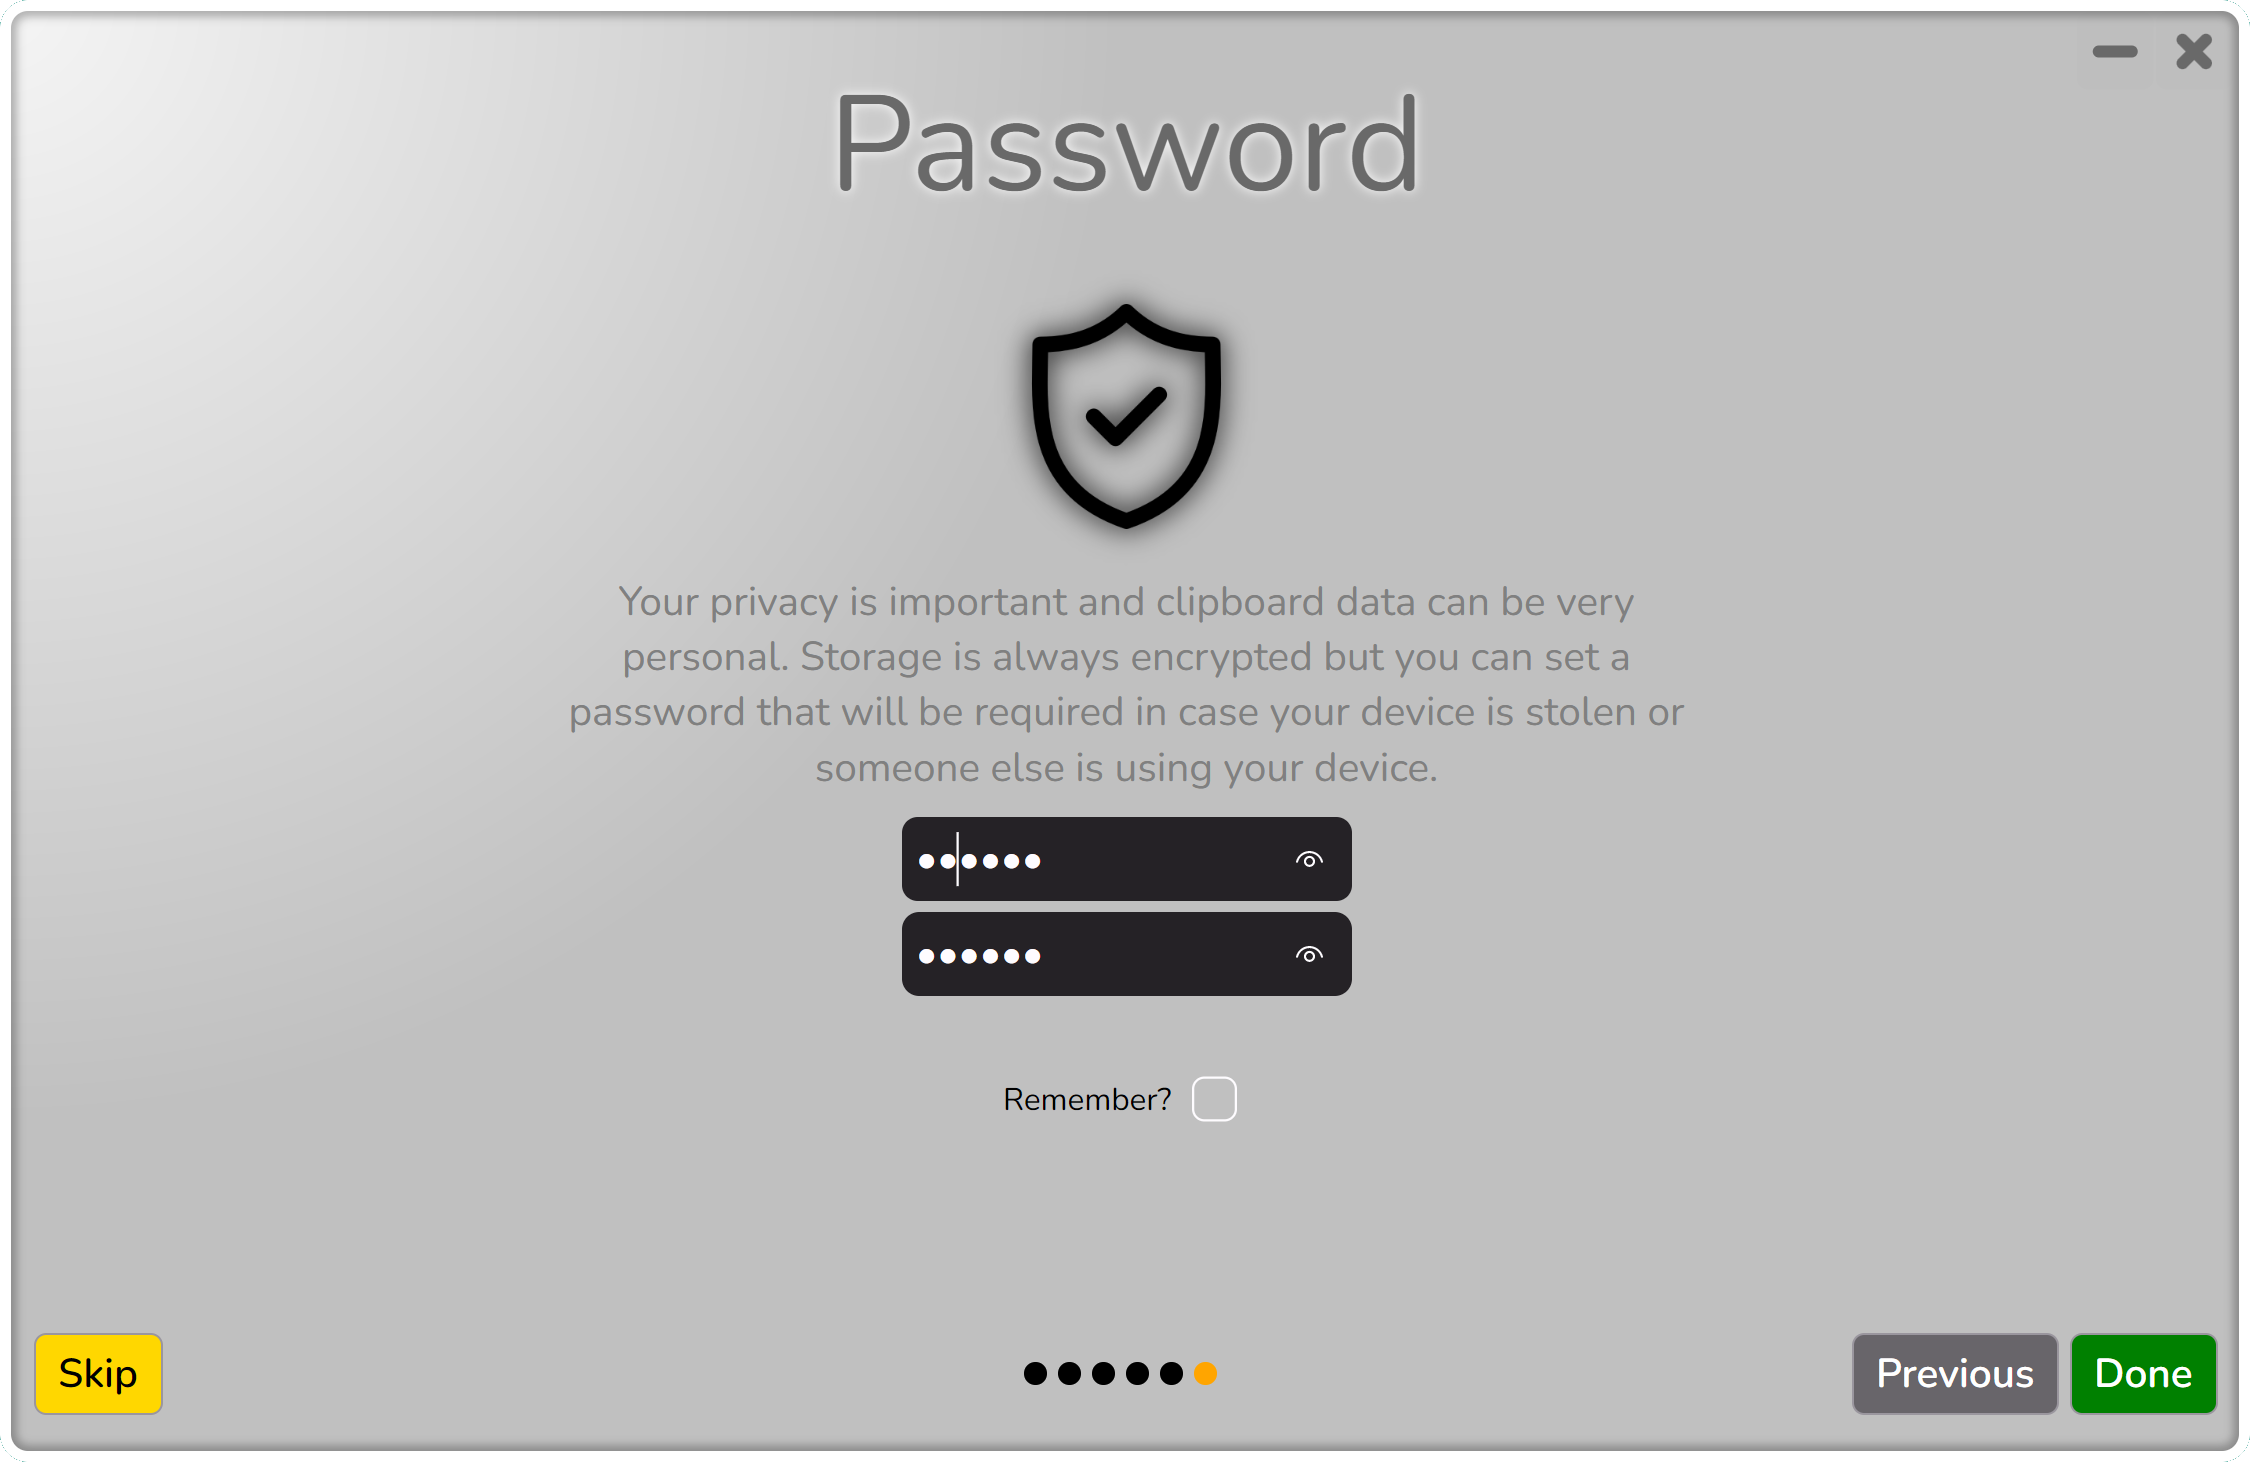 Password
Your privacy is important and clipboard data can be very
personal. Storage is always encrypted but you can set a
password that will be required in case your device is stolen or
someone else is using your device.
••••••
••••••
Remember?
Skip
Previous
Done